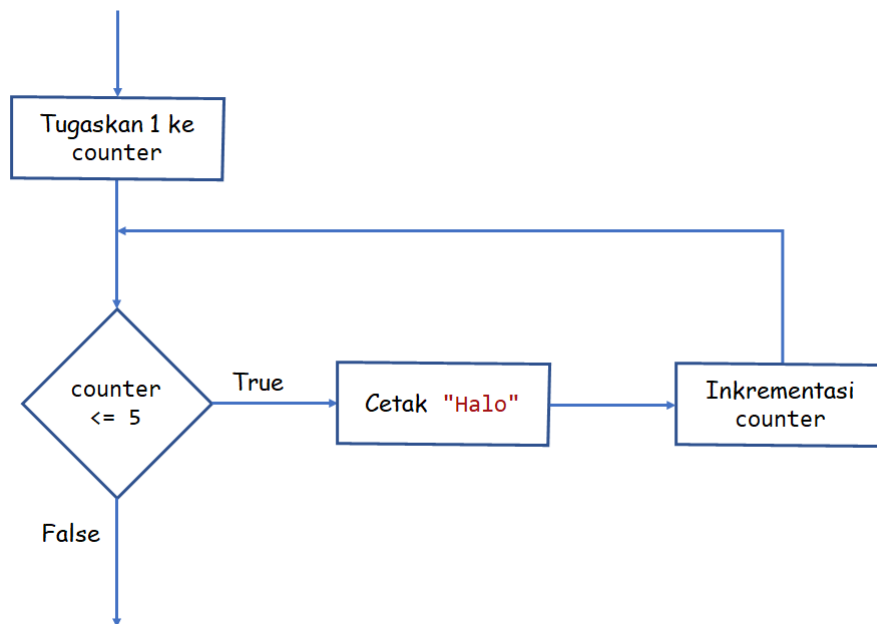 Tugaskan 1 ke
counter
counter
<= 5
True
Cetak "Halo"
Inkrementasi
counter
False